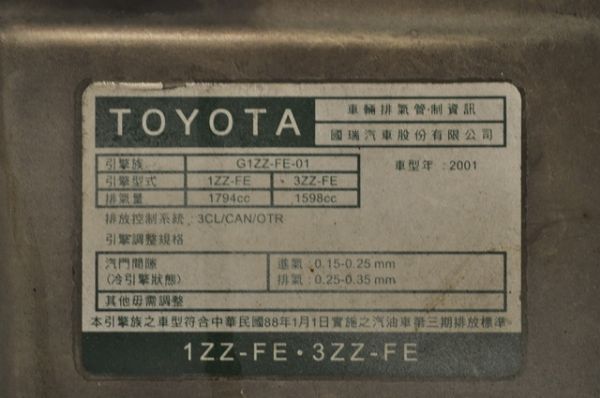 TOYOTA
車輛排氣管制資訊
國瑞汽車股份有限公司
引擎族 G1ZZ-FE-01
引擎型式 1ZZ-FE 3ZZ-FE
排氣量 1794cc 1598cc
車型年：2001
排放控制系統：3CL/CAN/OTR
引擎調整規格
汽門間隙 進氣：0.15-0.25 mm
(冷引擎狀態) 排氣：0.25-0.35 mm
其他毋需調整
本引擎族之車型符合中華民國88年1月1日實施之汽油車第三期排放標準
1ZZ-FE・3ZZ-FE